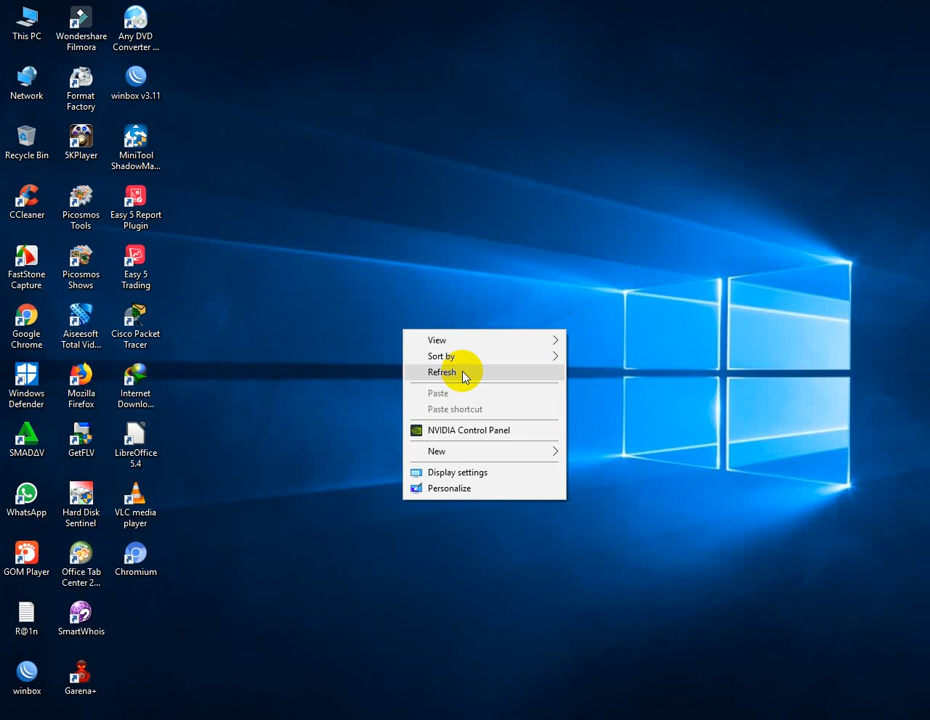 This PC
Wondershare
Filmora
Any DVD
Converter ...
Network
Format
Factory
winbox v3.11
Recycle Bin
5KPlayer
MiniTool
ShadowMa...
CCleaner
Picosmos
Tools
Easy 5 Report
Plugin
FastStone
Capture
Picosmos
Shows
Easy 5
Trading
Google
Chrome
Aiseesoft
Total Vid...
Cisco Packet
Tracer
Windows
Defender
Mozilla
Firefox
Internet
Downlo...
SMADΔV
GetFLV
LibreOffice
5.4
WhatsApp
Hard Disk
Sentinel
VLC media
player
GOM Player
Office Tab
Center 2...
Chromium
R@1n
SmartWhois
winbox
Garena+
View
Sort by
Refresh
Paste
Paste shortcut
NVIDIA Control Panel
New
Display settings
Personalize